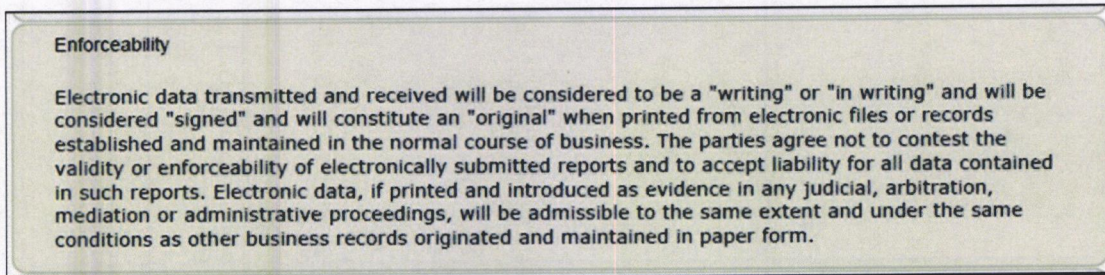 Enforceability
Electronic data transmitted and received will be considered to be a "writing" or "in writing" and will be
considered "signed" and will constitute an "original" when printed from electronic files or records
established and maintained in the normal course of business. The parties agree not to contest the
validity or enforceability of electronically submitted reports and to accept liability for all data contained
in such reports. Electronic data, if printed and introduced as evidence in any judicial, arbitration,
mediation or administrative proceedings, will be admissible to the same extent and under the same
conditions as other business records originated and maintained in paper form.